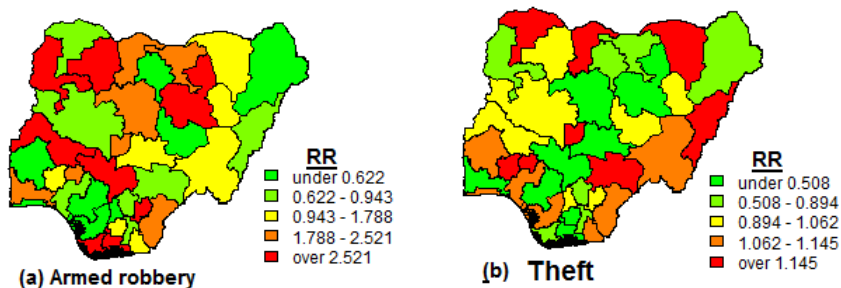 RR
under 0.622
0.622 - 0.943
0.943 - 1.788
1.788 - 2.521
over 2.521
(a) Armed robbery
RR
under 0.508
0.508 - 0.894
0.894 - 1.062
1.062 - 1.145
over 1.145
(b) Theft